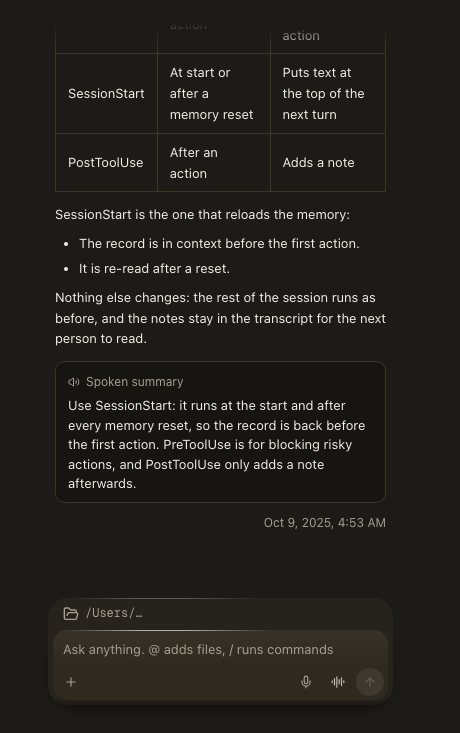 action
action
SessionStart
At start or
after a
memory reset
Puts text at
the top of the
next turn
PostToolUse
After an
action
Adds a note
SessionStart is the one that reloads the memory:
• The record is in context before the first action.
• It is re-read after a reset.
Nothing else changes: the rest of the session runs as
before, and the notes stay in the transcript for the next
person to read.
Spoken summary
Use SessionStart: it runs at the start and after
every memory reset, so the record is back before
the first action. PreToolUse is for blocking risky
actions, and PostToolUse only adds a note
afterwards.
Oct 9, 2025, 4:53 AM
/Users/…
Ask anything. @ adds files, / runs commands